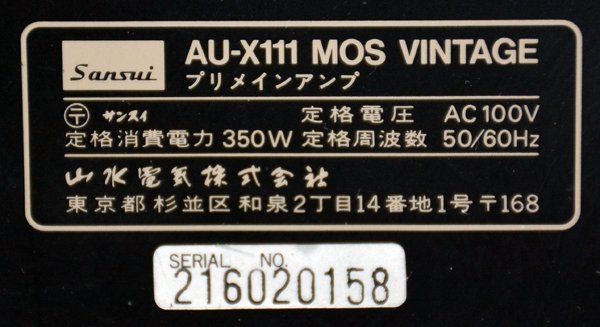 Sansui
AU-X111 MOS VINTAGE
プリメインアンプ
〒 サンスイ 定格電圧 AC 100V
定格消費電力 350W 定格周波数 50/60Hz
山水電気株式会社
東京都 杉並区 和泉2丁目14番地1号 〒168
SERIAL NO.
216020158